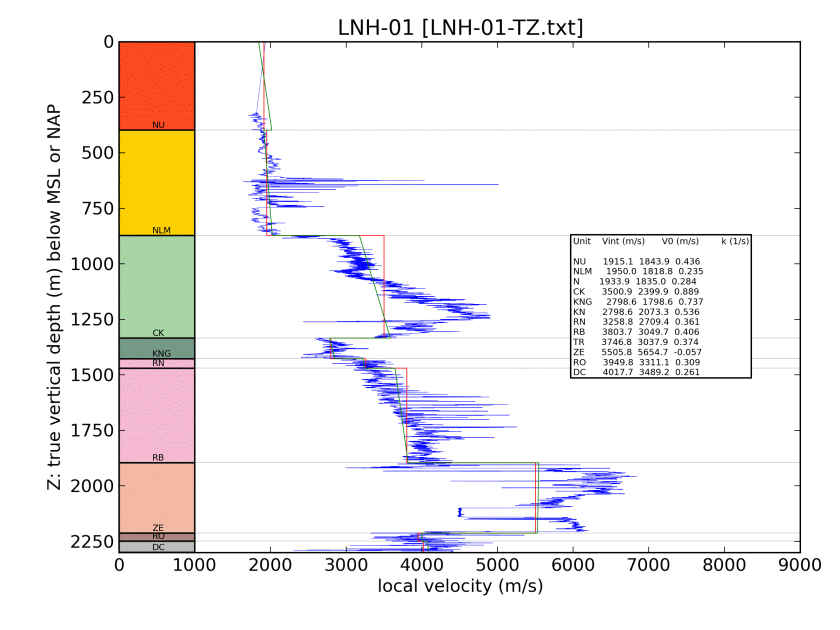 LNH-01 [LNH-01-TZ.txt]
Z: true vertical depth (m) below MSL or NAP
0
250
500
750
1000
1250
1500
1750
2000
2250
NU
NLM
CK
KNG
RN
RB
ZE
RO
DC
Unit Vint (m/s) V0 (m/s) k (1/s)
NU 1915.1 1843.9 0.436
NLM 1950.0 1818.8 0.235
N 1933.9 1835.0 0.284
CK 3500.9 2399.9 0.889
KNG 2798.6 1798.6 0.737
KN 2798.6 2073.3 0.536
RN 3258.8 2709.4 0.361
RB 3803.7 3049.7 0.406
TR 3746.8 3037.9 0.374
ZE 5505.8 5654.7 -0.057
RO 3949.8 3311.1 0.309
DC 4017.7 3489.2 0.261
0 1000 2000 3000 4000 5000 6000 7000 8000 9000
local velocity (m/s)